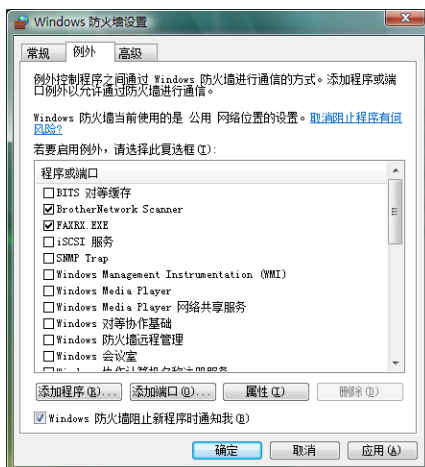 Windows 防火墙设置
常规 例外 高级
例外控制程序之间通过 Windows 防火墙进行通信的方式。添加程序或端
口例外以允许通过防火墙进行通信。
Windows 防火墙当前使用的是 公用 网络位置的设置。取消阻止程序有何
风险?
若要启用例外，请选择此复选框(T):
程序或端口
BITS 对等缓存
BrotherNetwork Scanner
FAXRX.EXE
iSCSI 服务
SNMP Trap
Windows Management Instrumentation (WMI)
Windows Media Player
Windows Media Player 网络共享服务
Windows 对等协作基础
Windows 防火墙远程管理
Windows 会议室
添加程序(R)... 添加端口(O)... 属性(I) 删除(D)
Windows 防火墙阻止新程序时通知我(B)
确定 取消 应用(A)